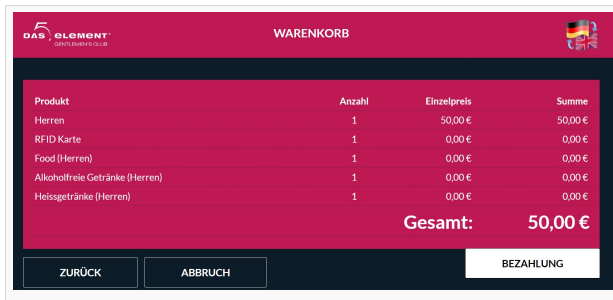 DAS 5 ELEMENT
GENTLEMEN'S CLUB
WARENKORB
Produkt Anzahl Einzelpreis Summe
Herren 1 50,00 € 50,00 €
RFID Karte 1 0,00 € 0,00 €
Food (Herren) 1 0,00 € 0,00 €
Alkoholfreie Getränke (Herren) 1 0,00 € 0,00 €
Heissgetränke (Herren) 1 0,00 € 0,00 €
Gesamt: 50,00 €
ZURÜCK ABBRUCH BEZAHLUNG